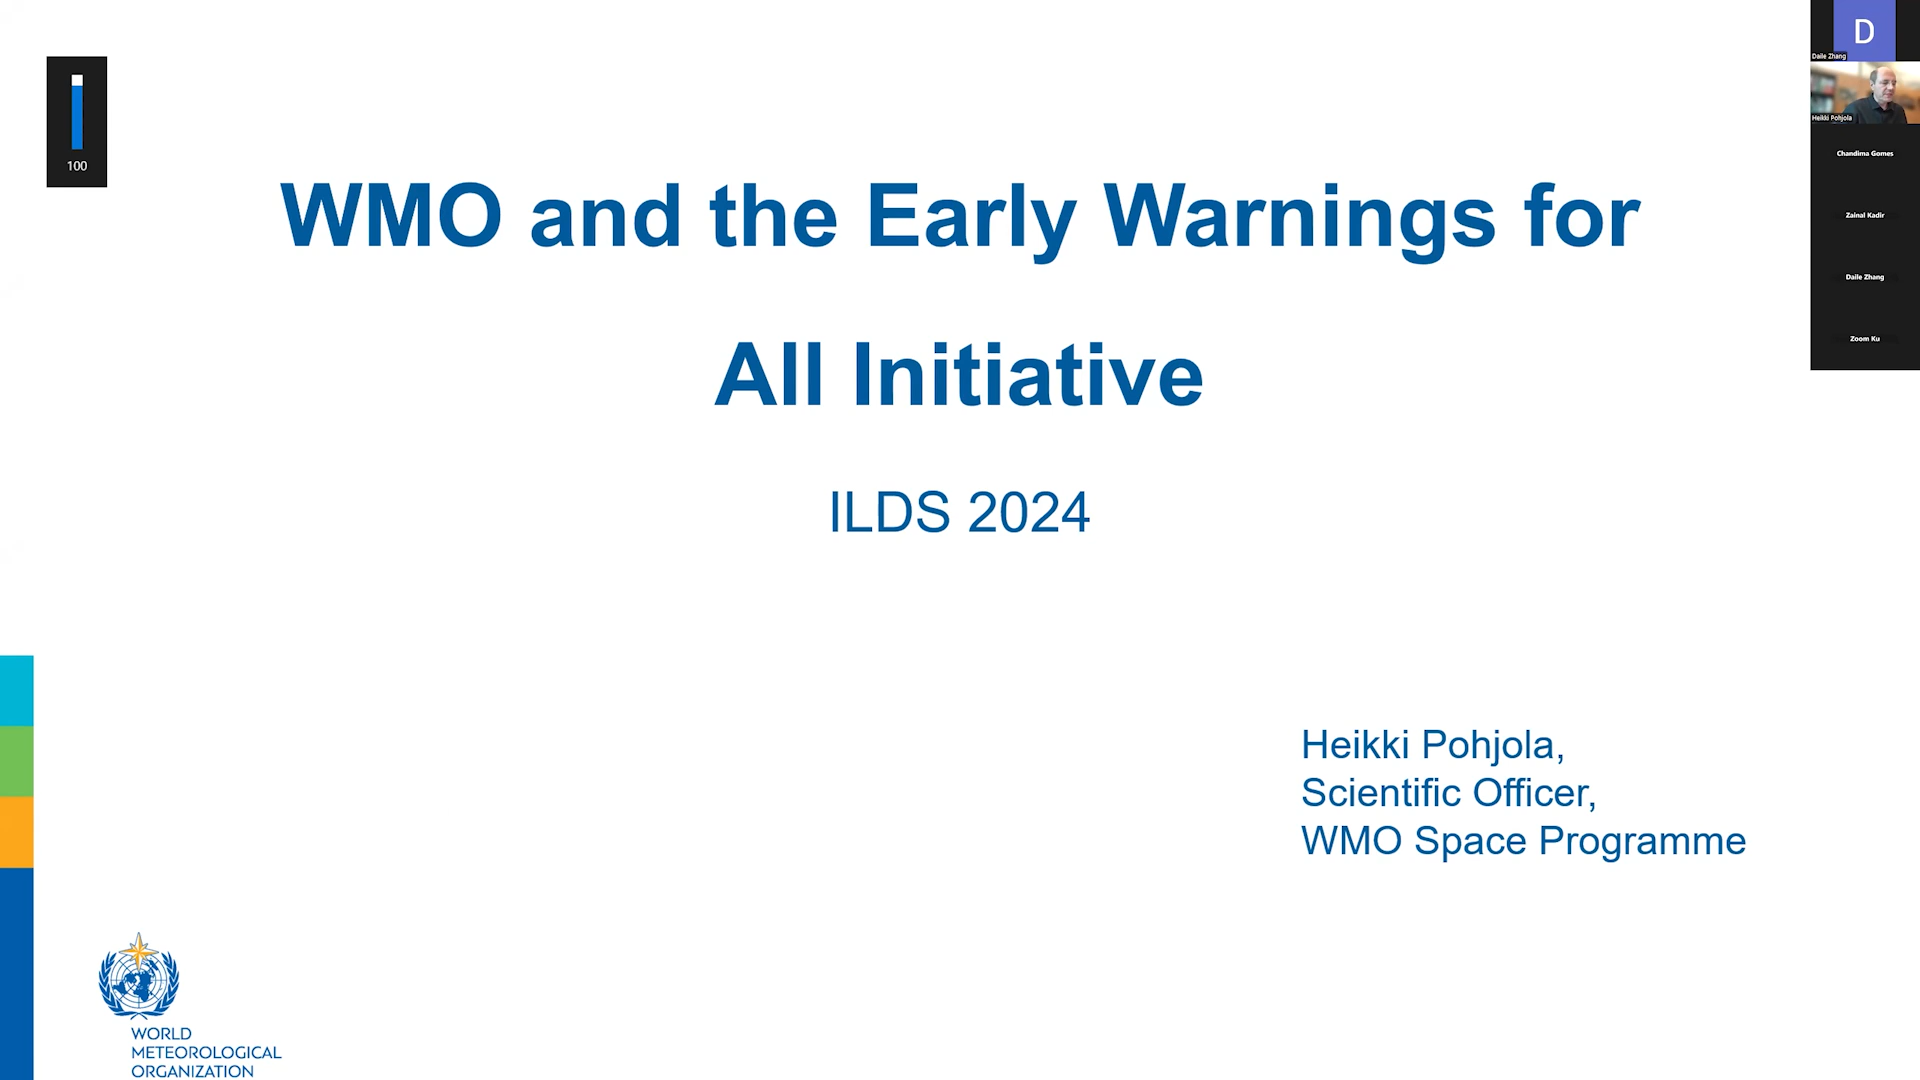 100
WMO and the Early Warnings for
All Initiative
ILDS 2024
Heikki Pohjola,
Scientific Officer,
WMO Space Programme
WORLD
METEOROLOGICAL
ORGANIZATION
D
Daile Zhang
Heikki Pohjola
Chandima Gomes
Zainal Kadir
Daile Zhang
Zoom Ku